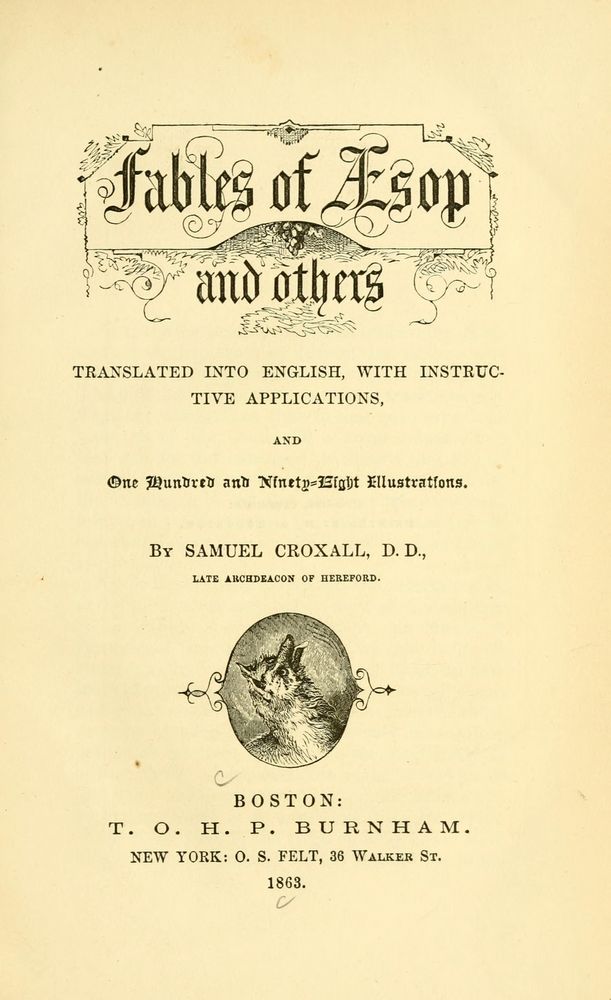 Fables of Æsop
and others
TRANSLATED INTO ENGLISH, WITH INSTRUC-
TIVE APPLICATIONS,
AND
One Hundred and Ninety-Eight Illustrations.
By SAMUEL CROXALL, D. D.,
LATE ARCHDEACON OF HEREFORD.
BOSTON:
T. O. H. P. BURNHAM.
NEW YORK: O. S. FELT, 36 WALKER ST.
1863.